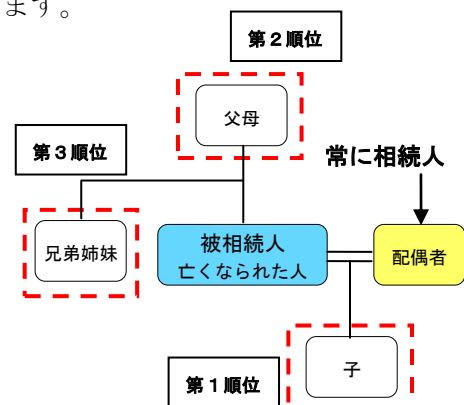 ます。
第2順位
父母
第3順位
常に相続人
兄弟姉妹
被相続人
亡くなられた人
配偶者
子
第1順位